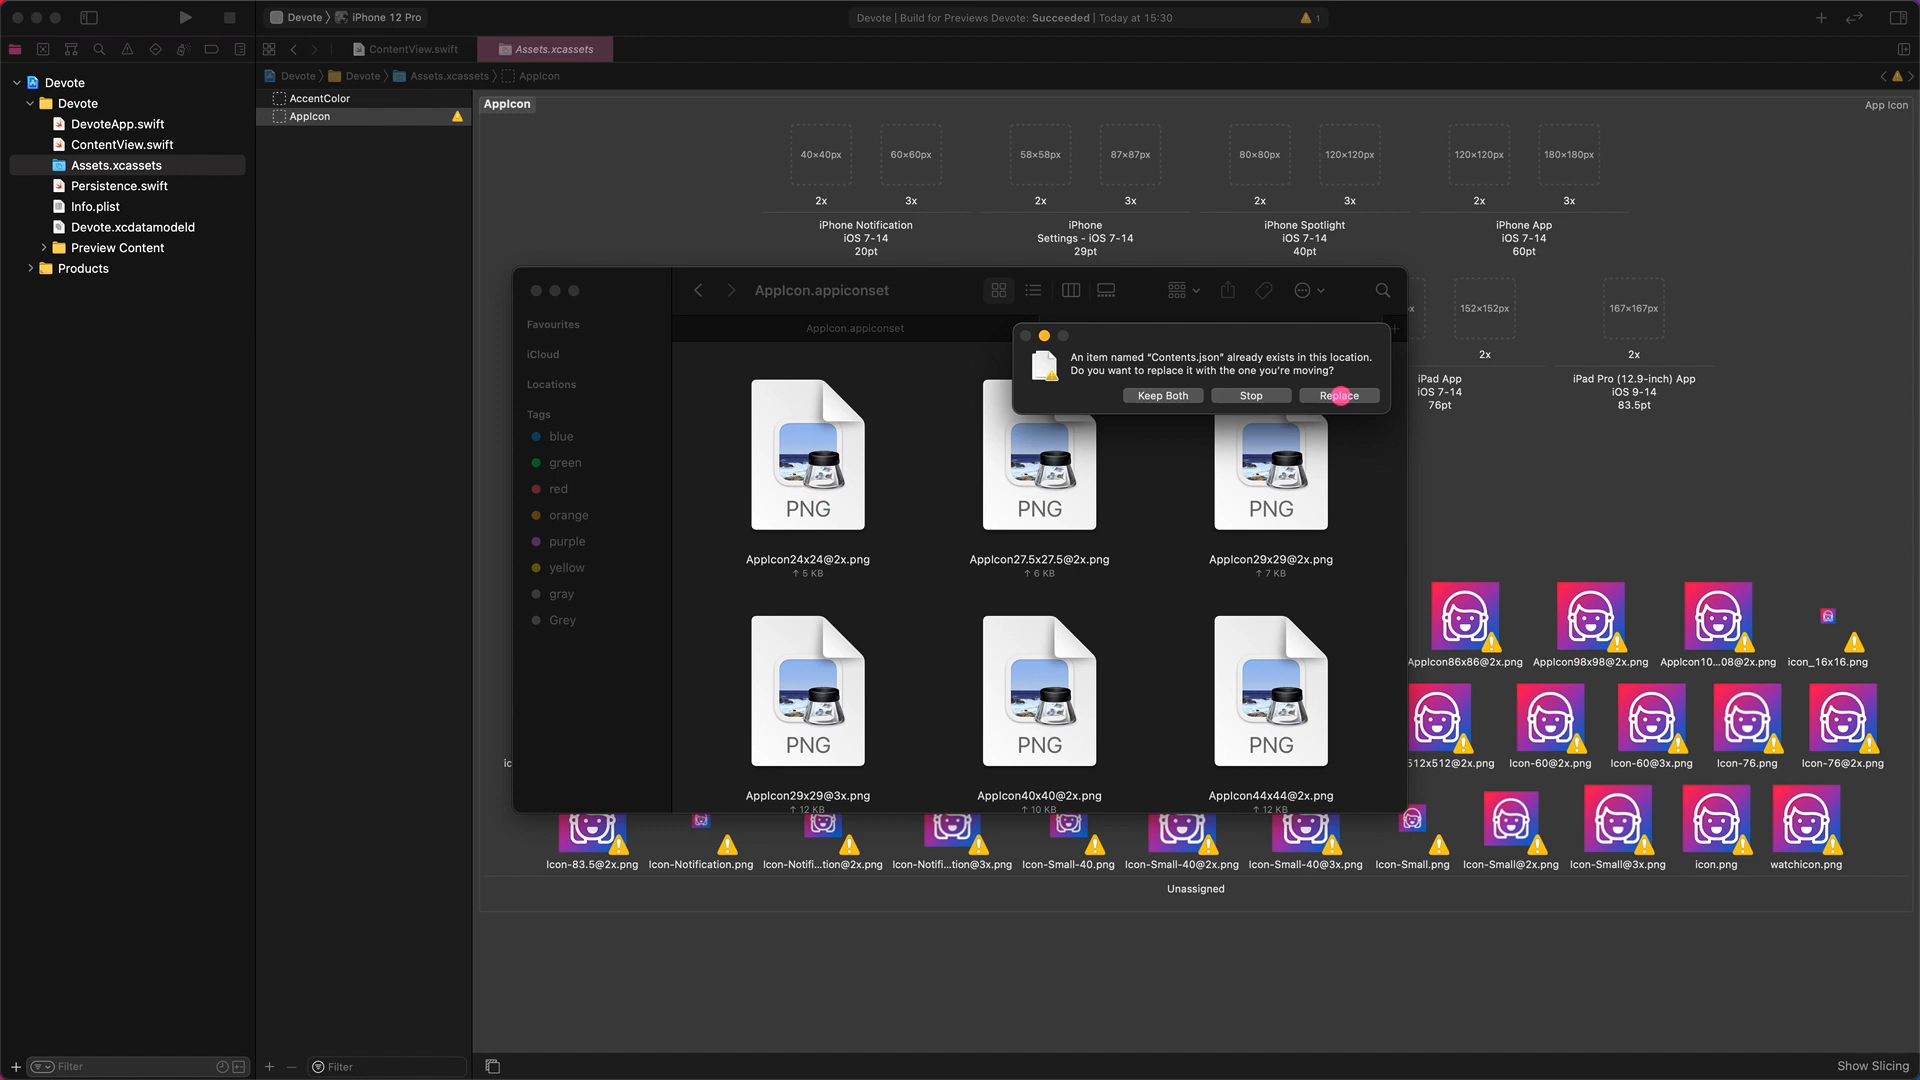 Devote
iPhone 12 Pro
Devote | Build for Previews Devote: Succeeded | Today at 15:30
1
ContentView.swift
Assets.xcassets
Devote
Devote
Assets.xcassets
AppIcon
Devote
Devote
DevoteApp.swift
ContentView.swift
Assets.xcassets
Persistence.swift
Info.plist
Devote.xcdatamodeld
Preview Content
Products
AccentColor
AppIcon
AppIcon
App Icon
40×40px
60×60px
58×58px
87×87px
80×80px
120×120px
120×120px
180×180px
2x
3x
2x
3x
2x
3x
2x
3x
iPhone Notification
iOS 7-14
20pt
iPhone
Settings - iOS 7-14
29pt
iPhone Spotlight
iOS 7-14
40pt
iPhone App
iOS 7-14
60pt
152×152px
167×167px
2x
2x
iPad App
iOS 7-14
76pt
iPad Pro (12.9-inch) App
iOS 9-14
83.5pt
AppIcon.appiconset
AppIcon.appiconset
Favourites
iCloud
Locations
Tags
blue
green
red
orange
purple
yellow
gray
Grey
An item named “Contents.json” already exists in this location.
Do you want to replace it with the one you’re moving?
Keep Both
Stop
Replace
PNG
PNG
PNG
AppIcon24x24@2x.png
↑ 5 KB
AppIcon27.5x27.5@2x.png
↑ 6 KB
AppIcon29x29@2x.png
↑ 7 KB
PNG
PNG
PNG
AppIcon29x29@3x.png
↑ 12 KB
AppIcon40x40@2x.png
↑ 10 KB
AppIcon44x44@2x.png
↑ 12 KB
AppIcon86x86@2x.png
AppIcon98x98@2x.png
AppIcon10...08@2x.png
icon_16x16.png
ic
512x512@2x.png
Icon-60@2x.png
Icon-60@3x.png
Icon-76.png
Icon-76@2x.png
Icon-83.5@2x.png
Icon-Notification.png
Icon-Notifi...tion@2x.png
Icon-Notifi...tion@3x.png
Icon-Small-40.png
Icon-Small-40@2x.png
Icon-Small-40@3x.png
Icon-Small.png
Icon-Small@2x.png
Icon-Small@3x.png
icon.png
watchicon.png
Unassigned
Filter
Filter
Show Slicing